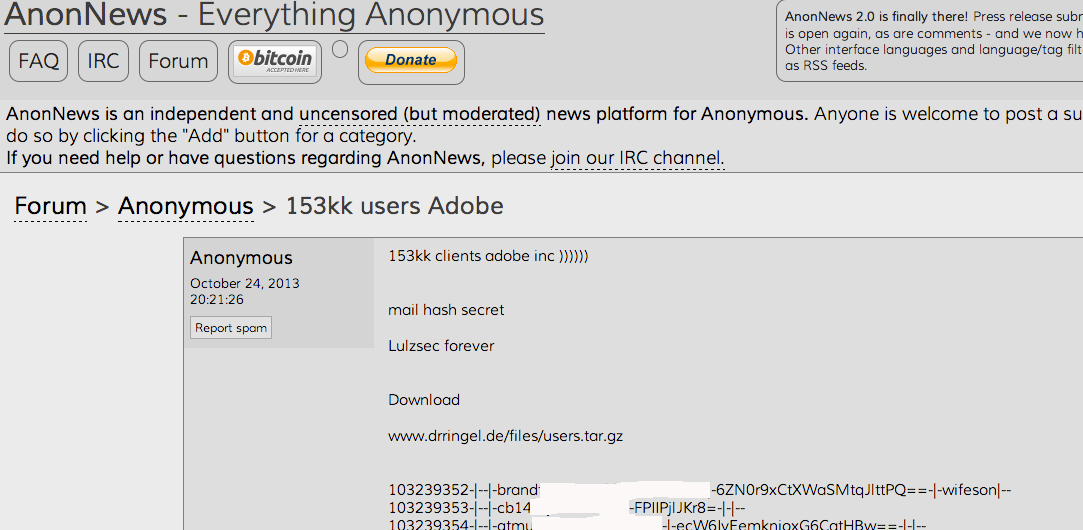 AnonNews - Everything Anonymous
FAQ IRC Forum bitcoin ACCEPTED HERE Donate
AnonNews 2.0 is finally there! Press release subr
is open again, as are comments - and we now h
Other interface languages and language/tag filt
as RSS feeds.
AnonNews is an independent and uncensored (but moderated) news platform for Anonymous. Anyone is welcome to post a su
do so by clicking the "Add" button for a category.
If you need help or have questions regarding AnonNews, please join our IRC channel.
Forum > Anonymous > 153kk users Adobe
Anonymous
October 24, 2013
20:21:26
Report spam
153kk clients adobe inc ))))))
mail hash secret
Lulzsec forever
Download
www.drringel.de/files/users.tar.gz
103239352-|--|-brand -6ZN0r9xCtXWaSMtqJlttPQ==-|-wifeson|--
103239353-|--|-cb14 -FPIIPjlJKr8=-|-|--
103239354-|--|-atmu -|-ecW6IvEemknioxG6CatHBw==-|-|--